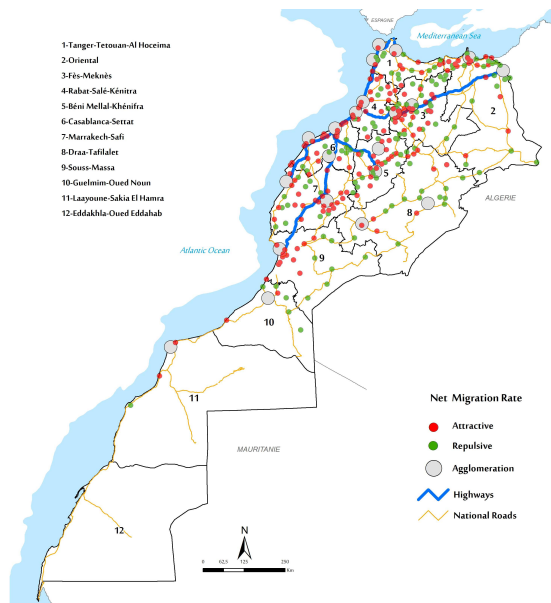 ESPAGNE
Mediterranean Sea
1-Tanger-Tetouan-Al Hoceima
2-Oriental
3-Fès-Meknès
4-Rabat-Salé-Kénitra
5-Béni Mellal-Khénifra
6-Casablanca-Settat
7-Marrakech-Safi
8-Draa-Tafilalet
9-Souss-Massa
10-Guelmim-Oued Noun
11-Laayoune-Sakia El Hamra
12-Eddakhla-Oued Eddahab
1
2
3
4
5
6
7
8
9
10
11
12
ALGERIE
Atlantic Ocean
MAURITANIE
Net Migration Rate
Attractive
Repulsive
Agglomeration
Highways
National Roads
N
0 62,5 125 250
Km